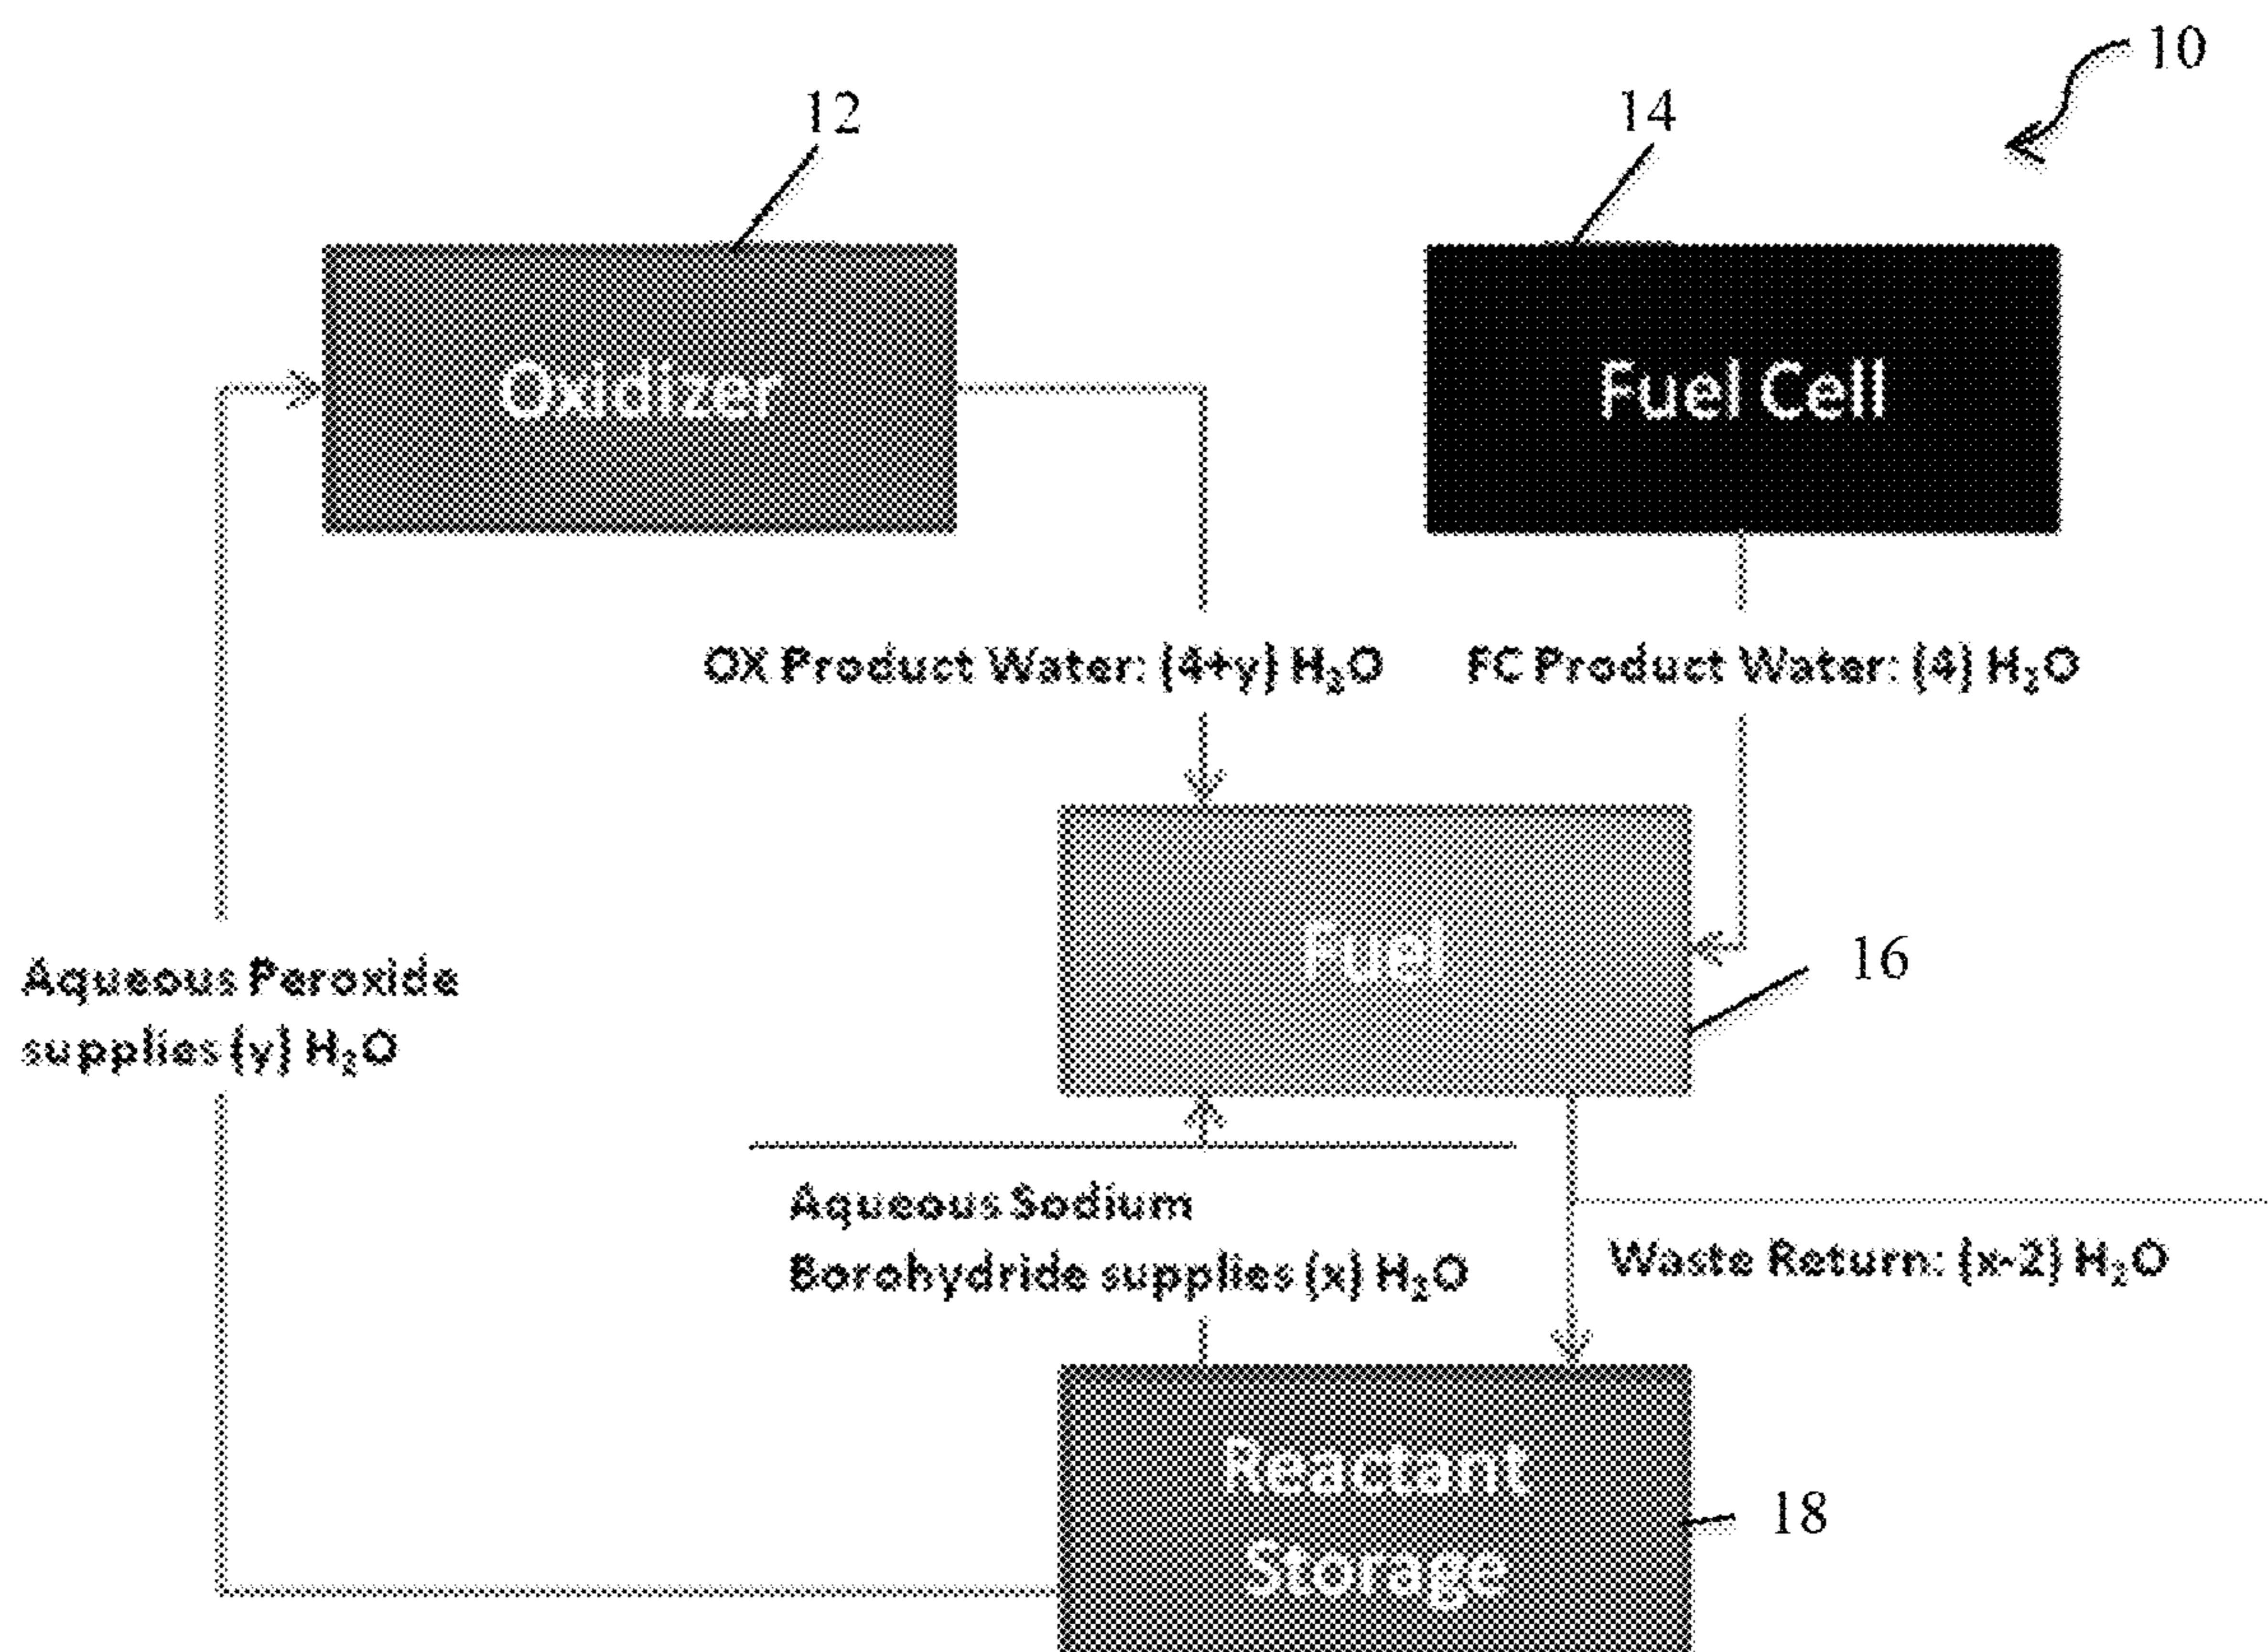 10
12
14
Oxidizer
Fuel Cell
OX Product Water: (4+y) H₂O
FC Product Water: (4) H₂O
Fuel
16
Aqueous Peroxide
supplies (y) H₂O
Aqueous Sodium
Borohydride supplies (x) H₂O
Waste Return: (x-2) H₂O
Reactant
Storage
18